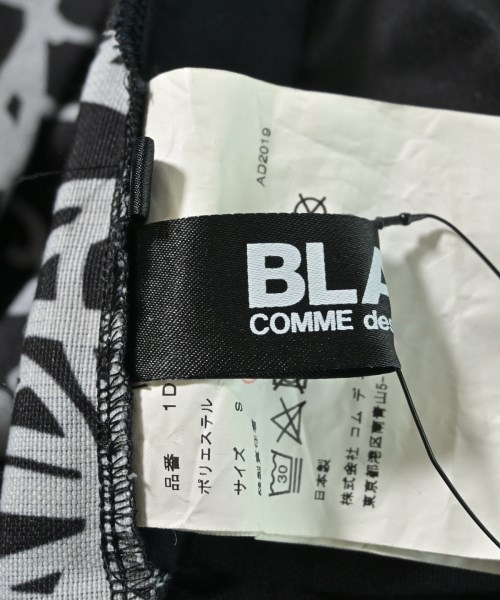 AD2019
BLA
COMME des
品番 1D
ポリエステル
サイズ S
30
日本製
株式会社 コム デ
東京都港区南青山5-